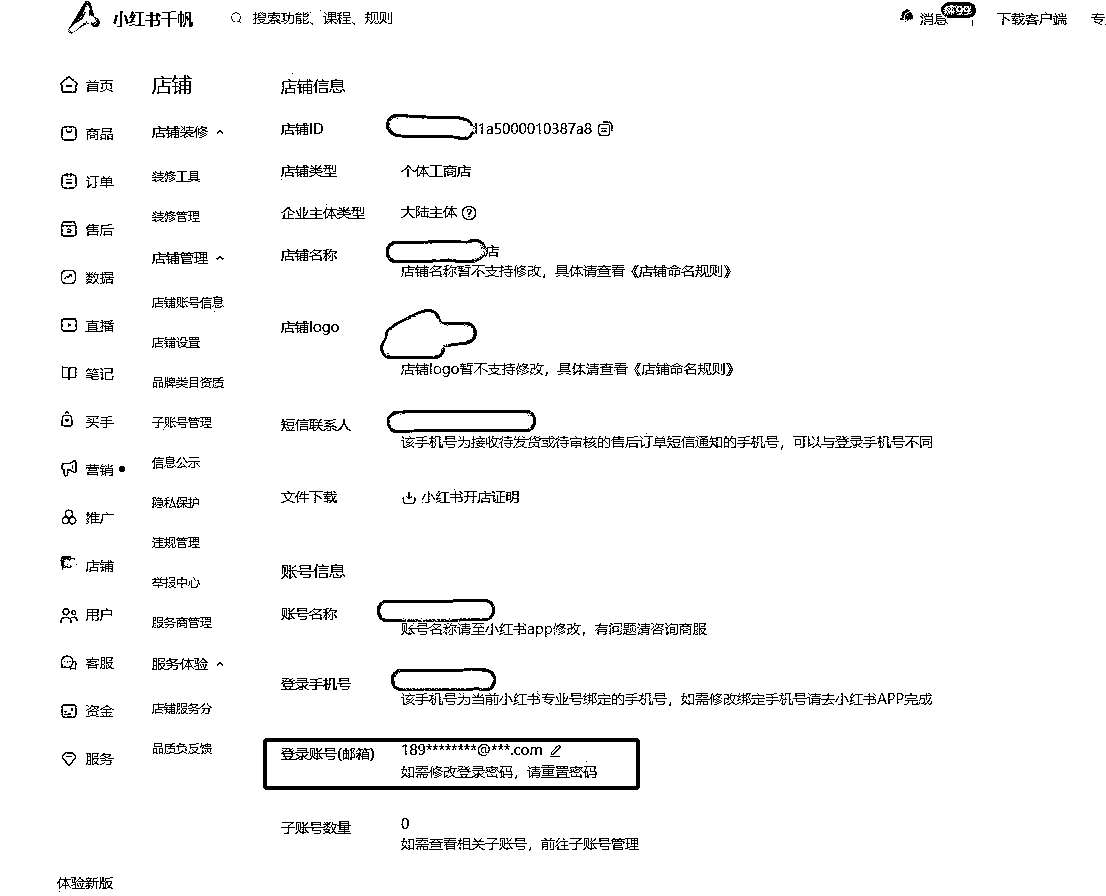 小红书千帆
搜索功能、课程、规则
消息
99
下载客户端
专
首页
商品
订单
售后
数据
直播
笔记
买手
营销
推广
店铺
用户
客服
资金
服务
体验新版
店铺
店铺装修
装修工具
装修管理
店铺管理
店铺账号信息
店铺设置
品牌类目资质
子账号管理
信息公示
隐私保护
违规管理
举报中心
服务商管理
服务体验
店铺服务分
品质负反馈
店铺信息
店铺ID
1a5000010387a8
店铺类型
个体工商店
企业主体类型
大陆主体
店铺名称
店
店铺名称暂不支持修改，具体请查看《店铺命名规则》
店铺logo
店铺logo暂不支持修改，具体请查看《店铺命名规则》
短信联系人
该手机号为接收待发货或待审核的售后订单短信通知的手机号，可以与登录手机号不同
文件下载
小红书开店证明
账号信息
账号名称
账号名称请至小红书app修改，有问题请咨询商服
登录手机号
该手机号为当前小红书专业号绑定的手机号，如需修改绑定手机号请去小红书APP完成
登录账号(邮箱)
189********@***.com
如需修改登录密码，请重置密码
子账号数量
0
如需查看相关子账号，前往子账号管理